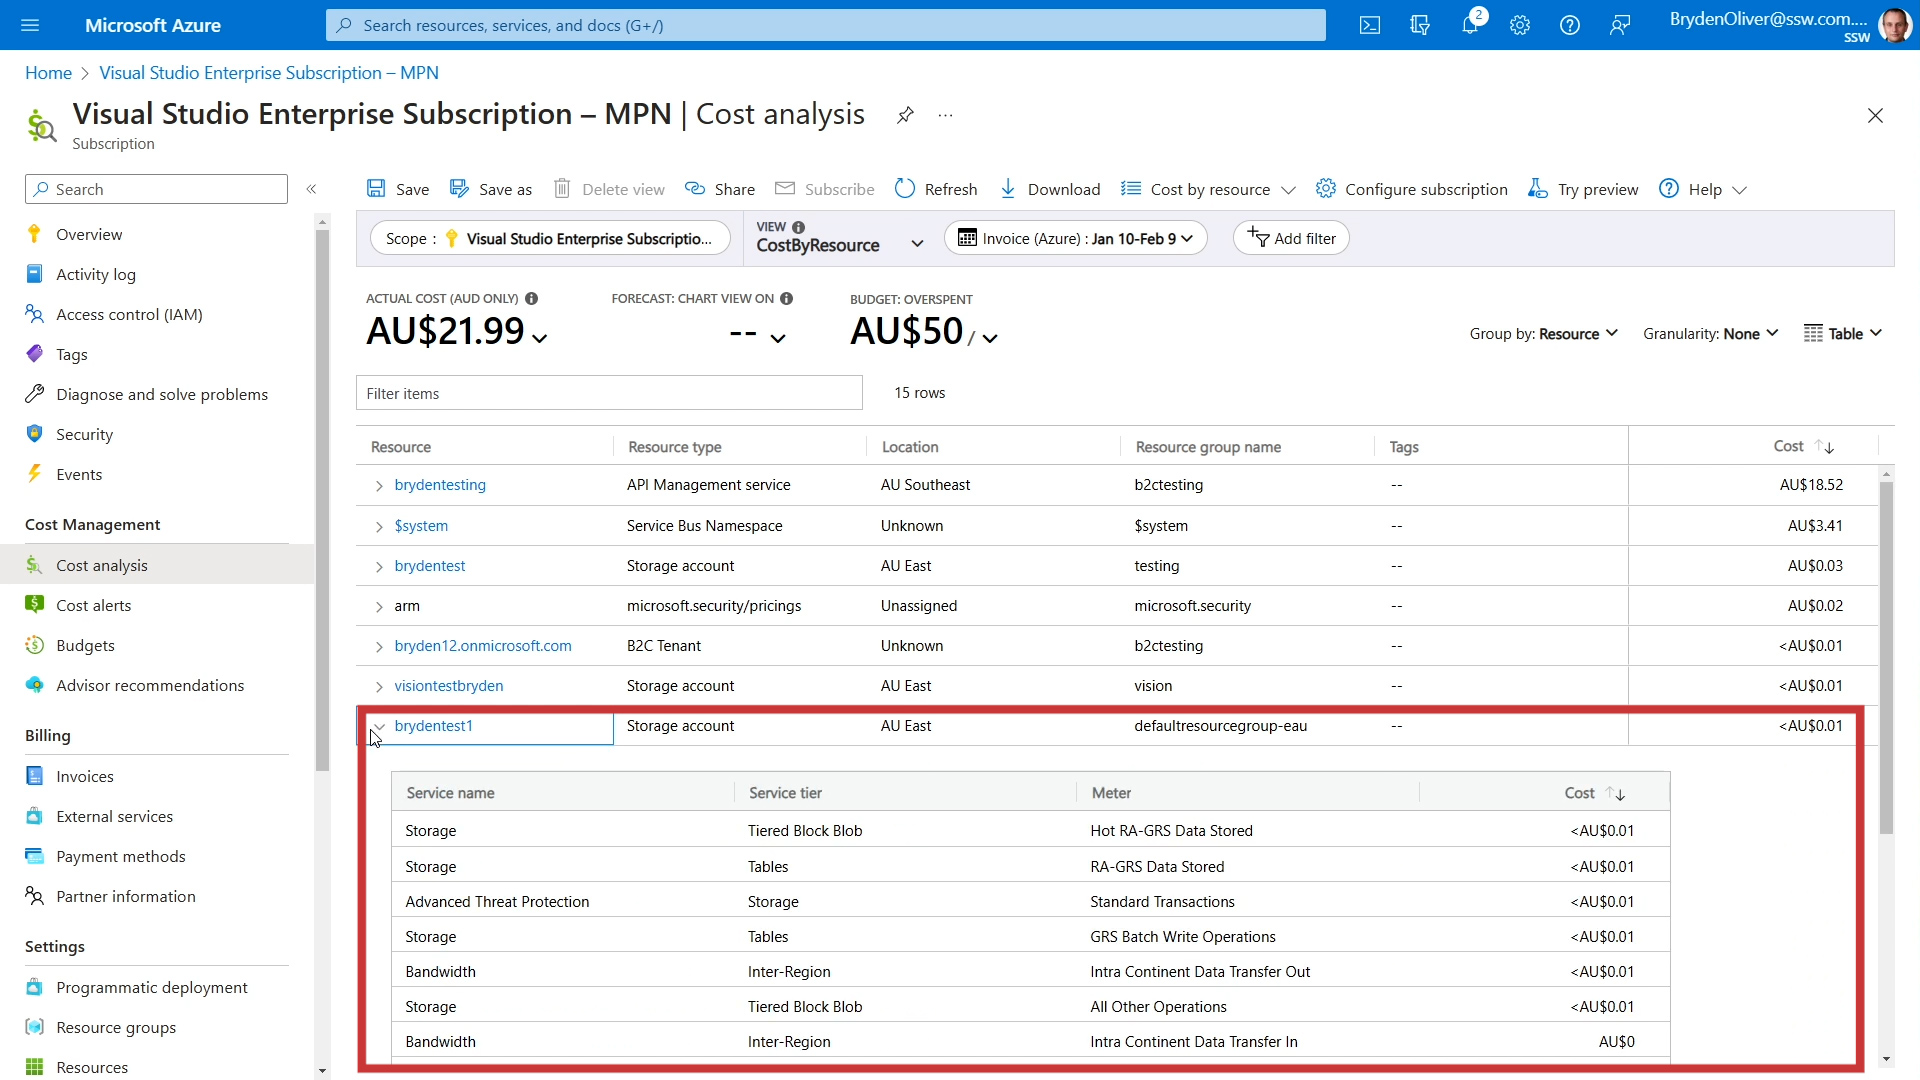 Microsoft Azure
Search resources, services, and docs (G+/)
2
BrydenOliver@ssw.com....
SSW
Home > Visual Studio Enterprise Subscription – MPN
Visual Studio Enterprise Subscription – MPN | Cost analysis
Subscription
Search
Save Save as Delete view Share Subscribe Refresh Download Cost by resource Configure subscription Try preview Help
Overview
Activity log
Access control (IAM)
Tags
Diagnose and solve problems
Security
Events
Cost Management
Cost analysis
Cost alerts
Budgets
Advisor recommendations
Billing
Invoices
External services
Payment methods
Partner information
Settings
Programmatic deployment
Resource groups
Resources
Scope : Visual Studio Enterprise Subscriptio...
VIEW
CostByResource
Invoice (Azure) : Jan 10-Feb 9
Add filter
ACTUAL COST (AUD ONLY)
AU$21.99
FORECAST: CHART VIEW ON
--
BUDGET: OVERSPENT
AU$50 /
Group by: Resource Granularity: None Table
Filter items
15 rows
Resource Resource type Location Resource group name Tags Cost
brydentesting API Management service AU Southeast b2ctesting -- AU$18.52
$system Service Bus Namespace Unknown $system -- AU$3.41
brydentest Storage account AU East testing -- AU$0.03
arm microsoft.security/pricings Unassigned microsoft.security -- AU$0.02
bryden12.onmicrosoft.com B2C Tenant Unknown b2ctesting -- <AU$0.01
visiontestbryden Storage account AU East vision -- <AU$0.01
brydentest1 Storage account AU East defaultresourcegroup-eau -- <AU$0.01
Service name Service tier Meter Cost
Storage Tiered Block Blob Hot RA-GRS Data Stored <AU$0.01
Storage Tables RA-GRS Data Stored <AU$0.01
Advanced Threat Protection Storage Standard Transactions <AU$0.01
Storage Tables GRS Batch Write Operations <AU$0.01
Bandwidth Inter-Region Intra Continent Data Transfer Out <AU$0.01
Storage Tiered Block Blob All Other Operations <AU$0.01
Bandwidth Inter-Region Intra Continent Data Transfer In AU$0